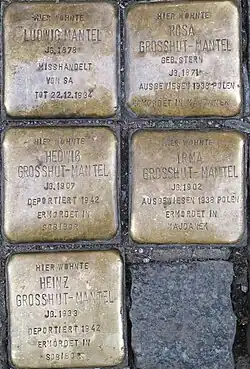 HIER WOHNTE
LUDWIG MANTEL
JG. 1878
MISSHANDELT
VON SA
TOT 22.12.1934
HIER WOHNTE
ROSA
GROSSHUT-MANTEL
GEB. STERN
JG. 1871
AUSGEWIESEN 1938 POLEN
ERMORDET IN
HIER WOHNTE
HEDWIG
GROSSHUT-MANTEL
JG. 1907
DEPORTIERT 1942
ERMORDET IN
SOBIBOR
HIER WOHNTE
IRMA
GROSSHUT-MANTEL
JG. 1902
AUSGEWIESEN 1938 POLEN
ERMORDET IN
MAJDANEK
HIER WOHNTE
HEINZ
GROSSHUT-MANTEL
JG. 1933
DEPORTIERT 1942
ERMORDET IN
SOBIBOR